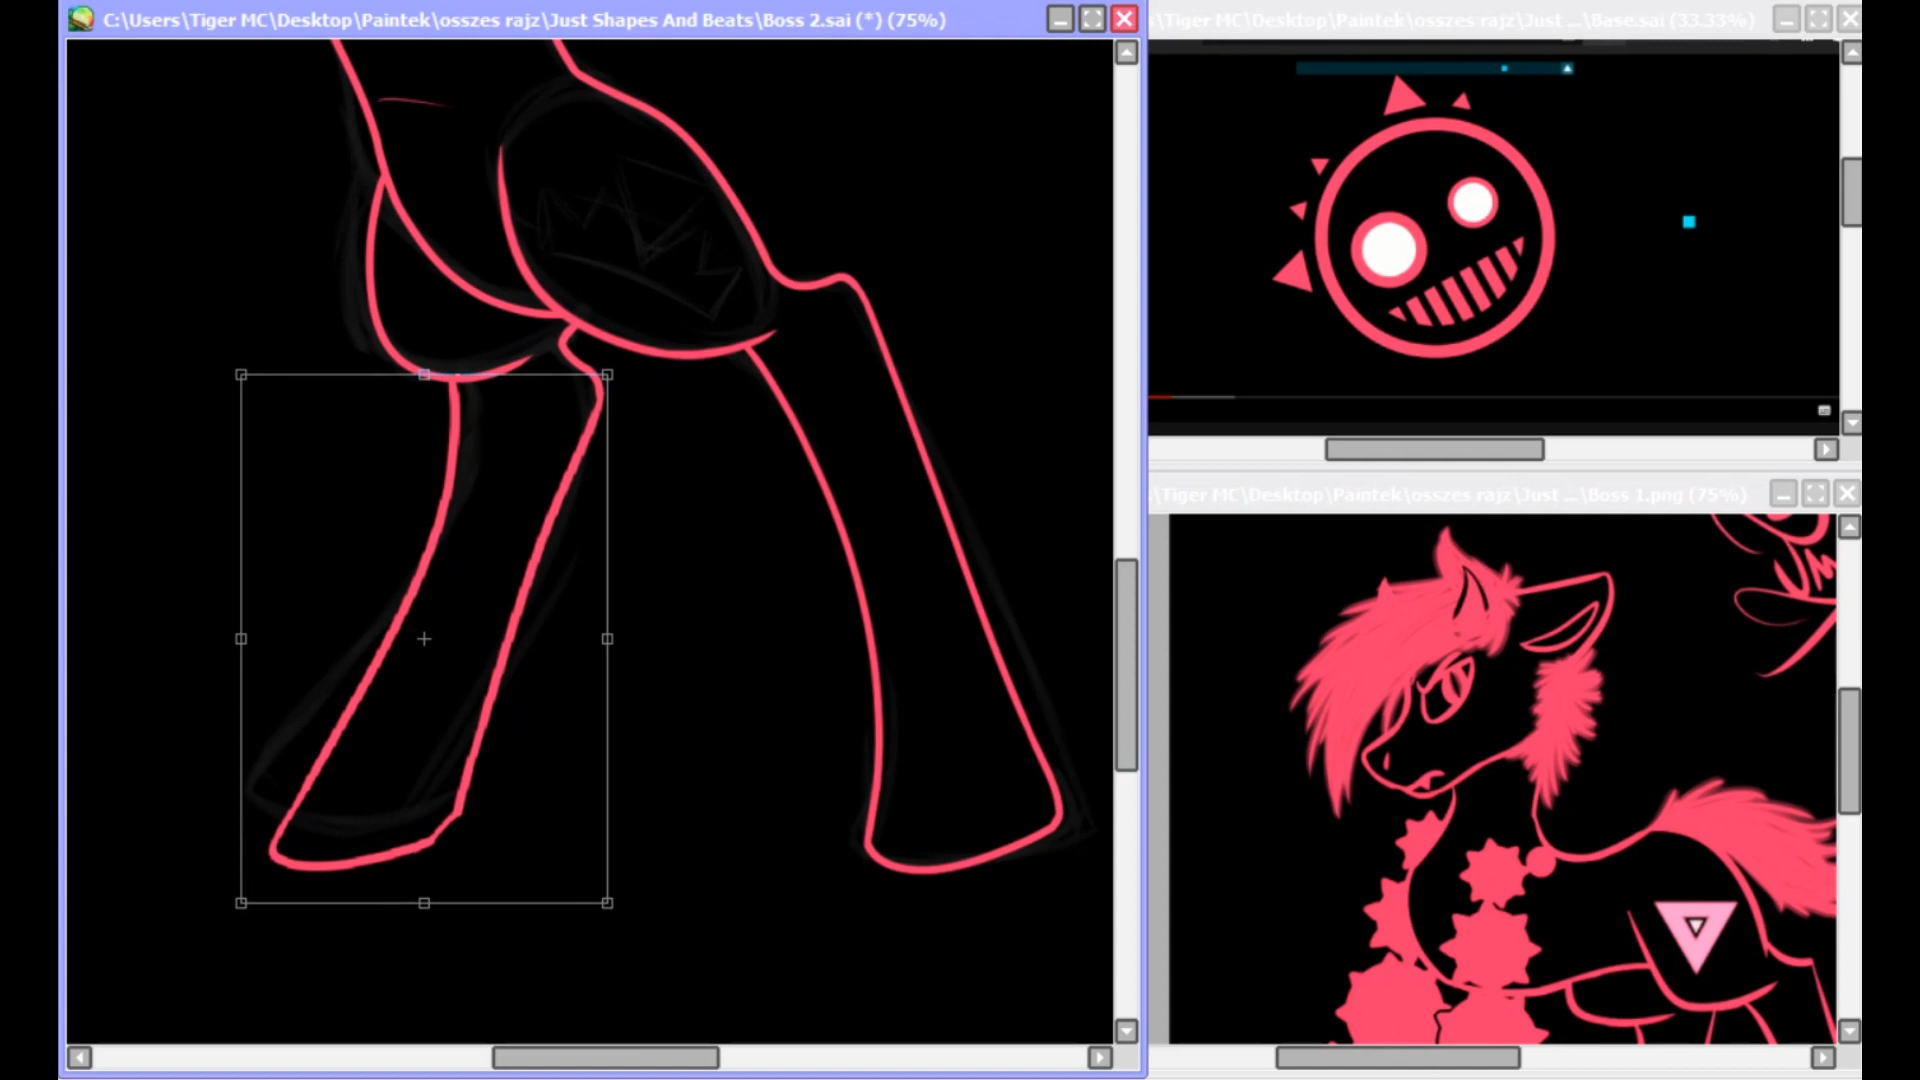 C:\Users\Tiger MC\Desktop\Paintek\osszes rajz\Just Shapes And Beats\Boss 2.sai (*) (75%)
s\Tiger MC\Desktop\Paintek\osszes rajz\Just ...\Base.sai (33.33%)
s\Tiger MC\Desktop\Paintek\osszes rajz\Just ...\Boss 1.png (75%)